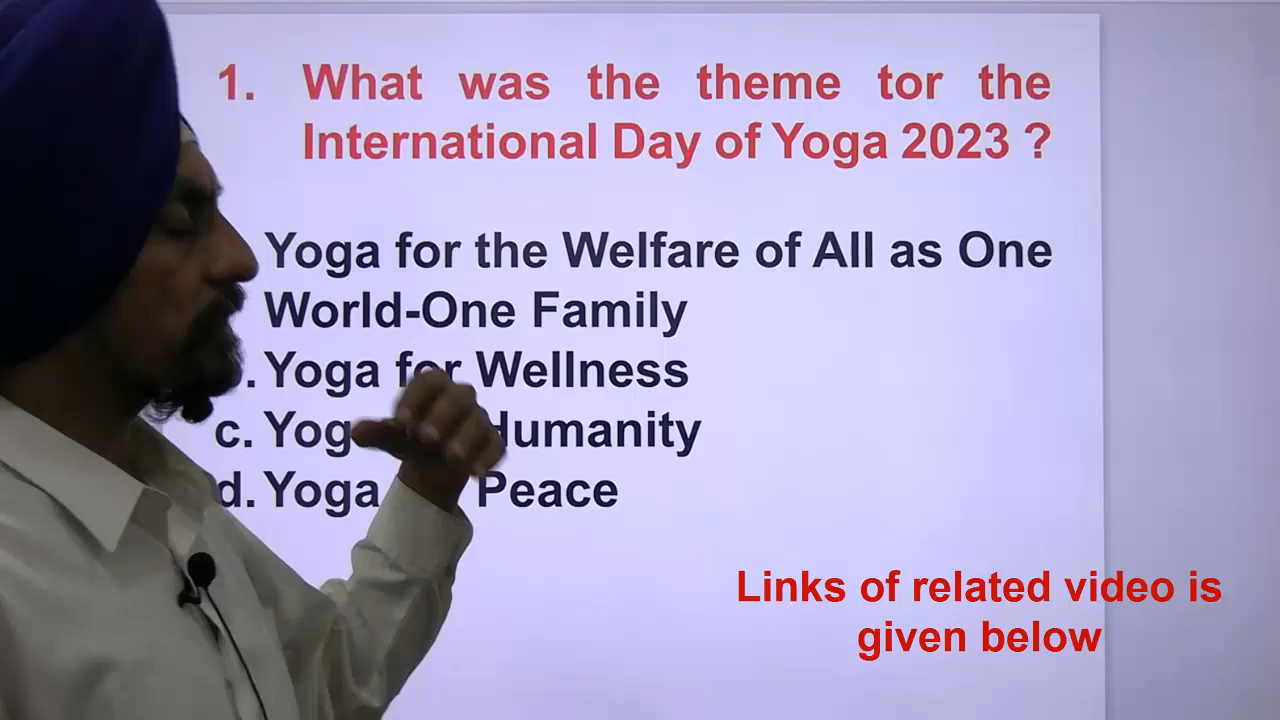 1. What was the theme tor the
International Day of Yoga 2023 ?
Yoga for the Welfare of All as One
World-One Family
. Yoga for Wellness
c. Yog Humanity
d. Yoga Peace
Links of related video is
given below